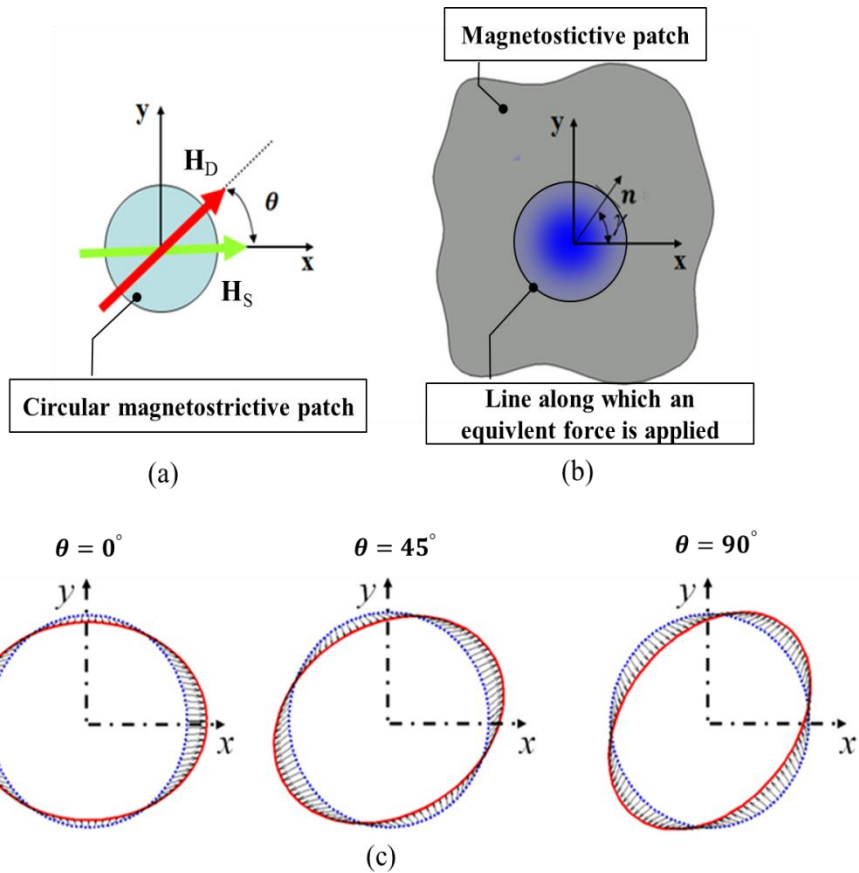 Magnetostictive patch
y
H_D
θ
x
H_S
Circular magnetostrictive patch
(a)
y
n
γ
x
Line along which an
equivlent force is applied
(b)
θ = 0°
θ = 45°
θ = 90°
y
x
y
x
y
x
(c)